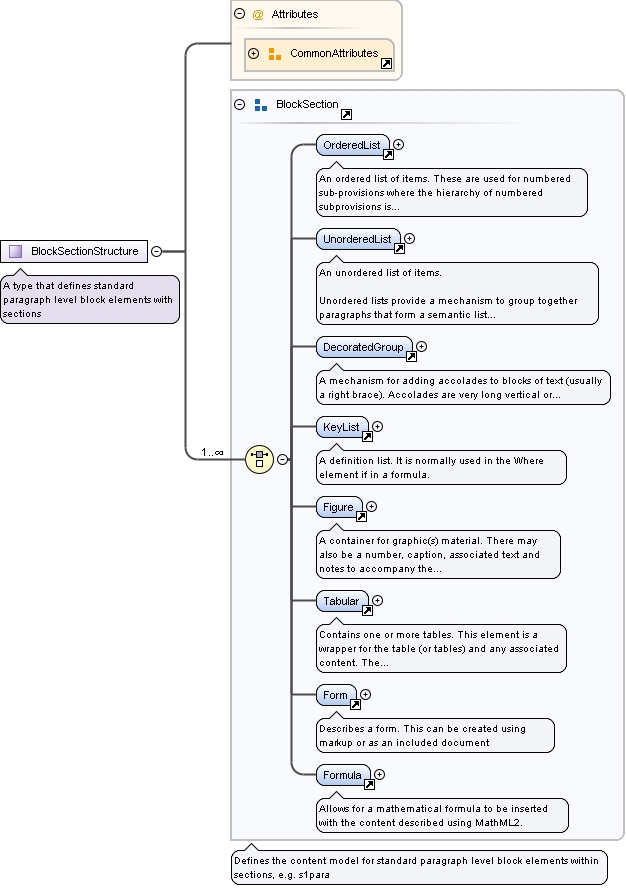 Attributes
CommonAttributes
BlockSection
OrderedList
An ordered list of items. These are used for numbered
sub-provisions where the hierarchy of numbered
subprovisions is...
UnorderedList
An unordered list of items.
Unordered lists provide a mechanism to group together
paragraphs that form a semantic list...
BlockSectionStructure
A type that defines standard
paragraph level block elements with
sections
DecoratedGroup
A mechanism for adding accolades to blocks of text (usually
a right brace). Accolades are very long vertical or...
KeyList
1..∞
A definition list. It is normally used in the Where
element if in a formula.
Figure
A container for graphic(s) material. There may
also be a number, caption, associated text and
notes to accompany the...
Tabular
Contains one or more tables. This element is a
wrapper for the table (or tables) and any associated
content. The...
Form
Describes a form. This can be created using
markup or as an included document
Formula
Allows for a mathematical formula to be inserted
with the content described using MathML2.
Defines the content model for standard paragraph level block elements within
sections, e.g. s1para